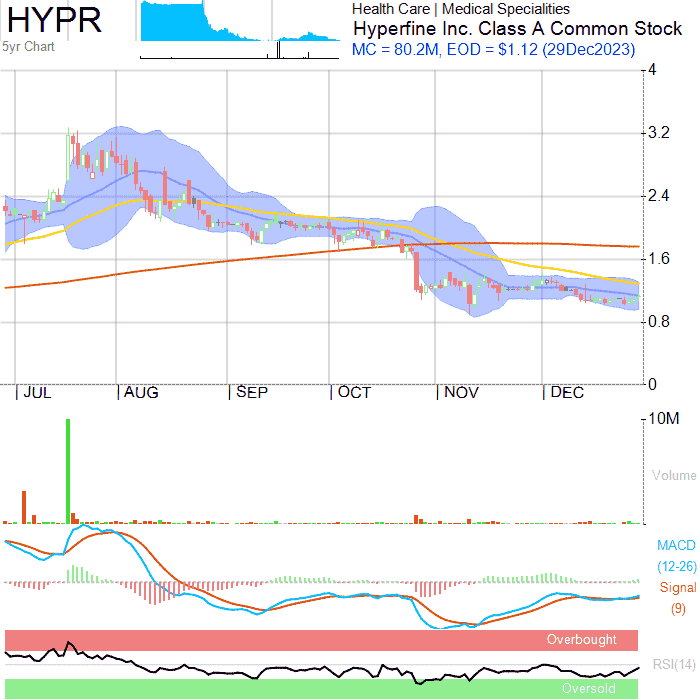 HYPR
5yr Chart
Health Care | Medical Specialities
Hyperfine Inc. Class A Common Stock
MC = 80.2M, EOD = $1.12 (29Dec2023)
4
3.2
2.4
1.6
0.8
0
JUL
AUG
SEP
OCT
NOV
DEC
10M
Volume
MACD
(12-26)
Signal
(9)
Overbought
RSI(14)
Oversold